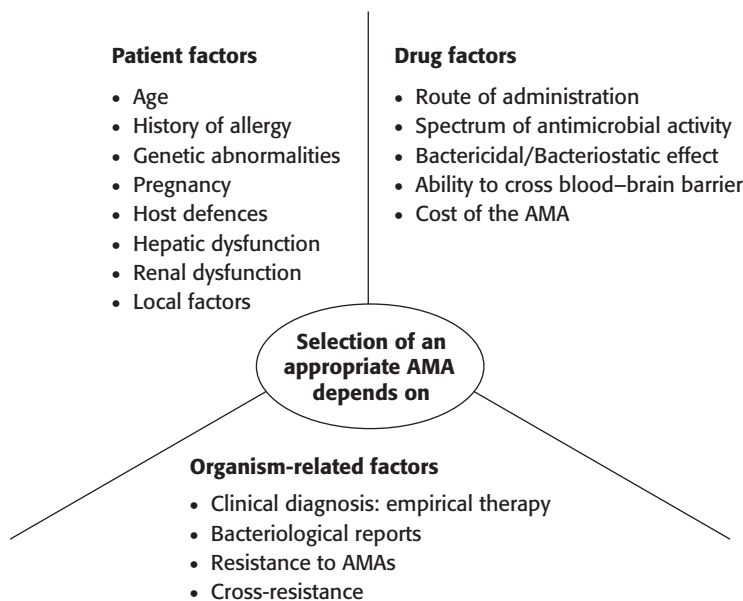 Patient factors
• Age
• History of allergy
• Genetic abnormalities
• Pregnancy
• Host defences
• Hepatic dysfunction
• Renal dysfunction
• Local factors
Drug factors
• Route of administration
• Spectrum of antimicrobial activity
• Bactericidal/Bacteriostatic effect
• Ability to cross blood–brain barrier
• Cost of the AMA
Selection of an
appropriate AMA
depends on
Organism-related factors
• Clinical diagnosis: empirical therapy
• Bacteriological reports
• Resistance to AMAs
• Cross-resistance